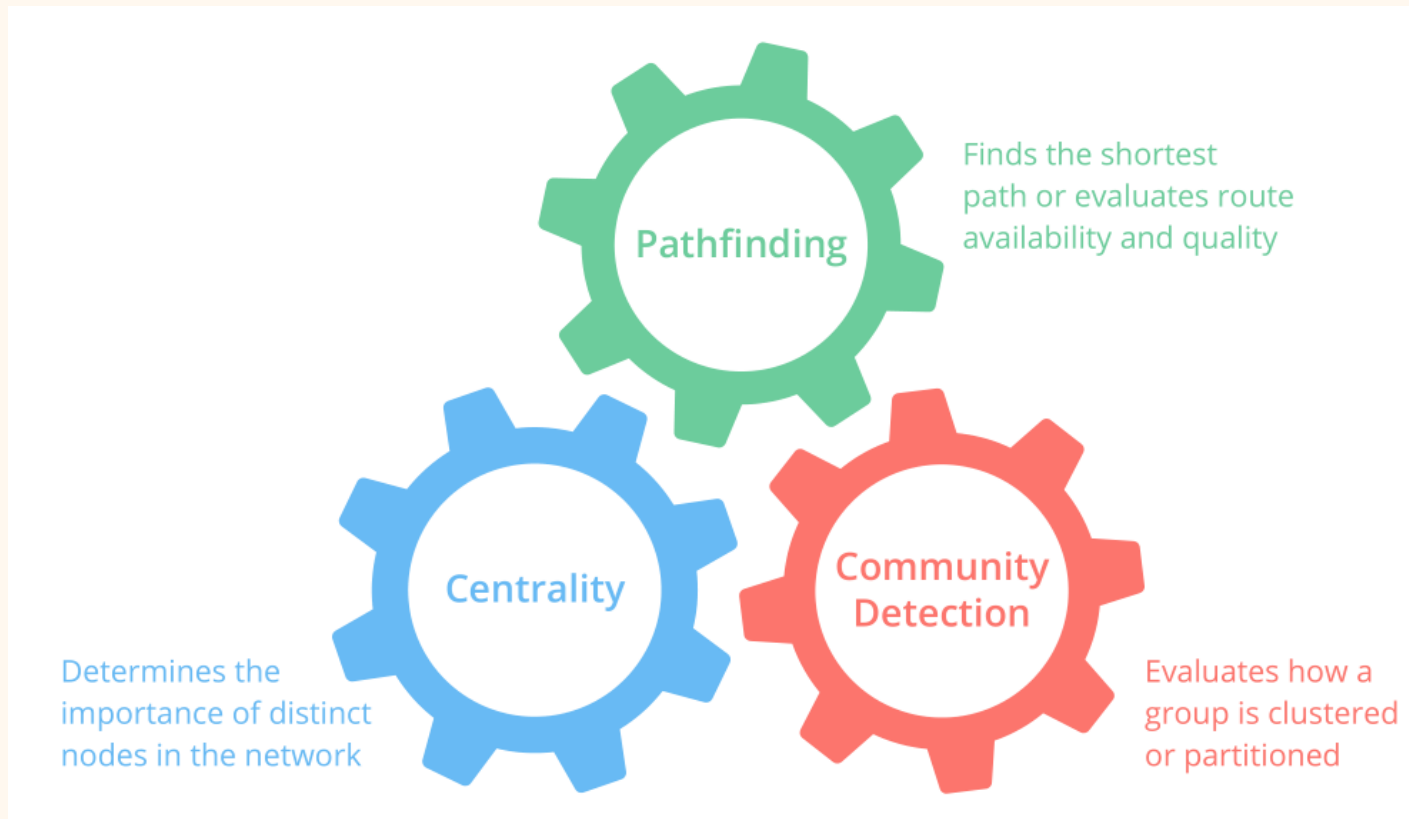 Pathfinding
Finds the shortest
path or evaluates route
availability and quality
Centrality
Determines the
importance of distinct
nodes in the network
Community
Detection
Evaluates how a
group is clustered
or partitioned